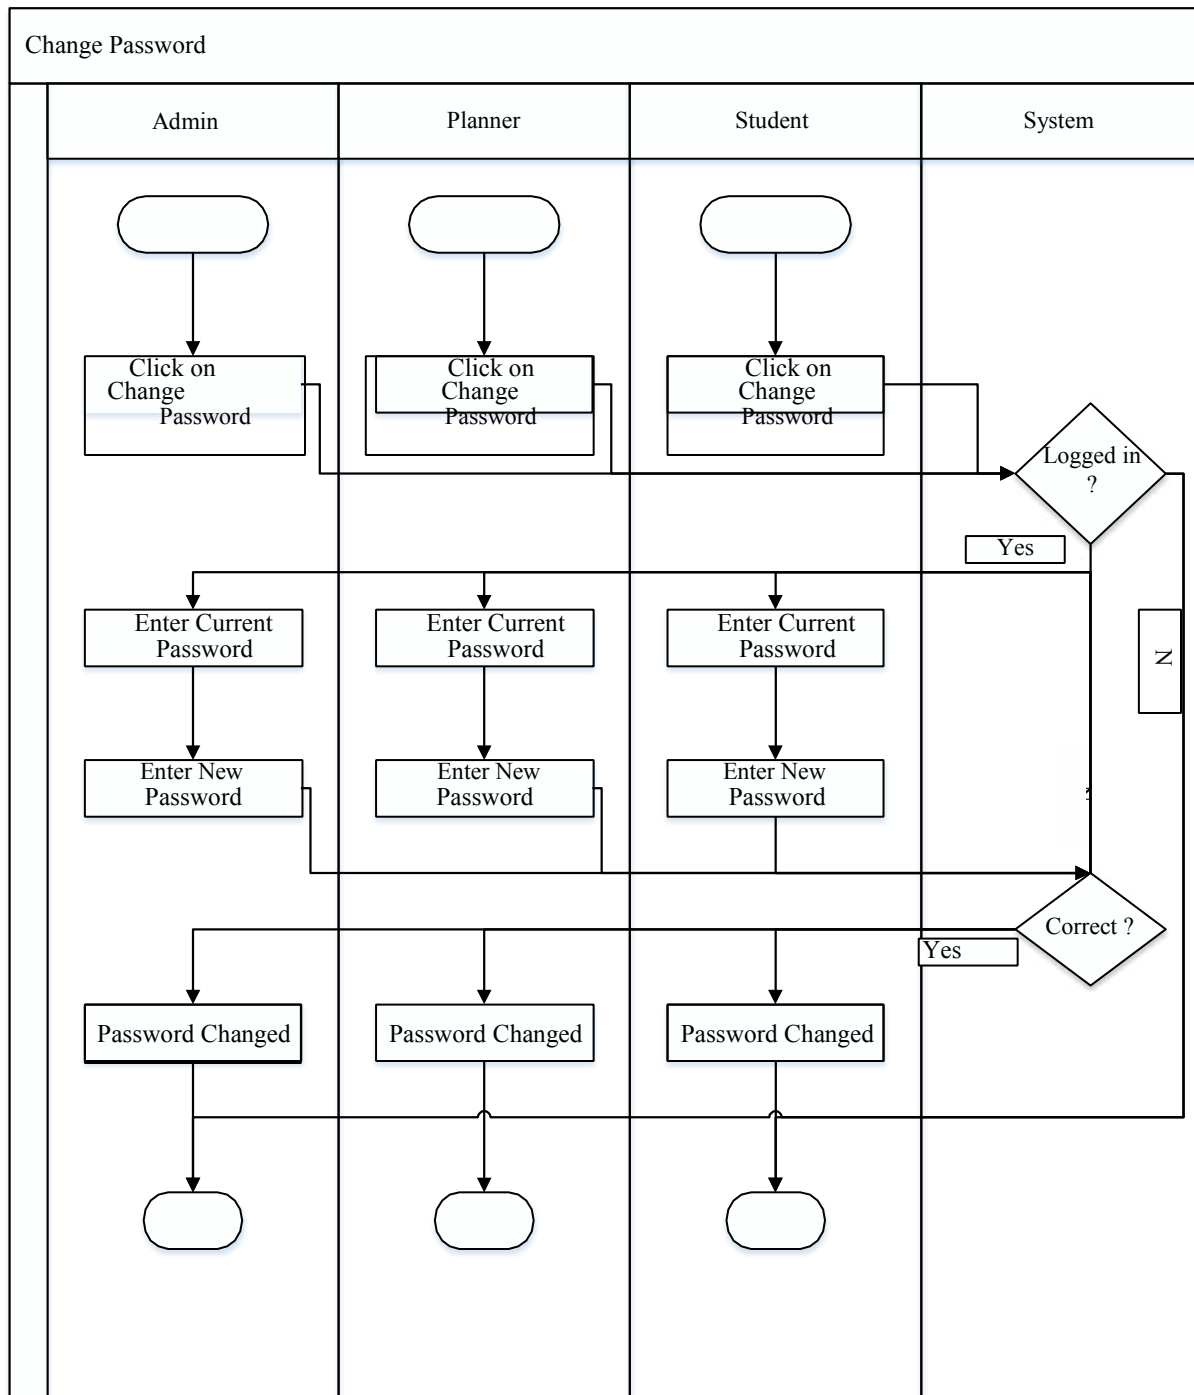 Change Password
Admin
Planner
Student
System
Click on
Change
Password
Click on
Change
Password
Click on
Change
Password
Logged in
?
Yes
Enter Current
Password
Enter Current
Password
Enter Current
Password
N
Enter New
Password
Enter New
Password
Enter New
Password
Correct ?
Yes
Password Changed
Password Changed
Password Changed